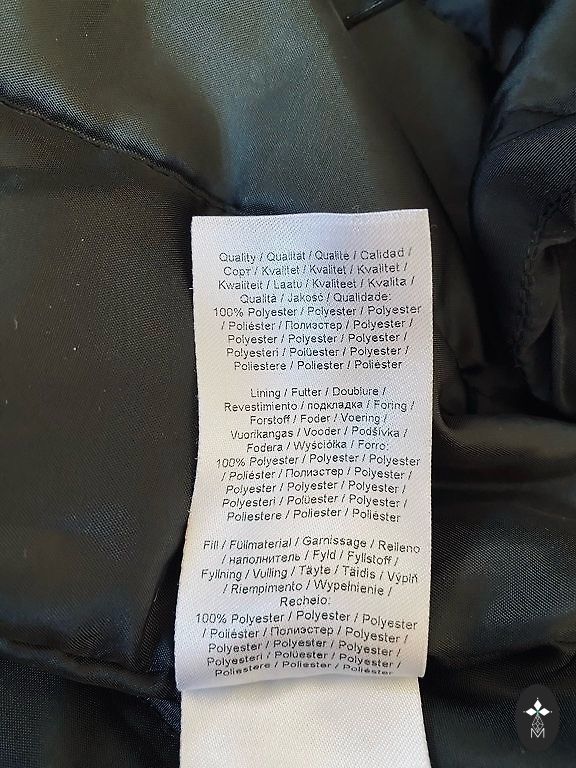 Quality / Qualität / Qualité / Calidad /
Сорт / Kvalitet / Kvalitet / Kvalitet /
Kwaliteit / Laatu / Kvaliteet / Kvalita /
Qualità / Jakość / Qualidade:
100% Polyester / Polyester / Polyester
/ Poliéster / Полиэстер / Polyester /
Polyester / Polyester / Polyester /
Polyesteri / Polüester / Polyester /
Poliestere / Poliester / Poliéster
Lining / Futter / Doublure /
Revestimiento / подкладка / Foring /
Forstoff / Foder / Voering /
Vuorikangas / Vooder / Podšívka /
Fodera / Wyściółka / Forro:
100% Polyester / Polyester / Polyester
/ Poliéster / Полиэстер / Polyester /
Polyester / Polyester / Polyester /
Polyesteri / Polüester / Polyester /
Poliestere / Poliester / Poliéster
Fill / Füllmaterial / Garnissage / Relleno
/ наполнитель / Fyld / Fyllstoff /
Fyllning / Vulling / Täyte / Täidis / Výplň
/ Riempimento / Wypełnienie /
Recheio:
100% Polyester / Polyester / Polyester
/ Poliéster / Полиэстер / Polyester /
Polyester / Polyester / Polyester /
Polyesteri / Polüester / Polyester /
Poliestere / Poliester / Poliéster